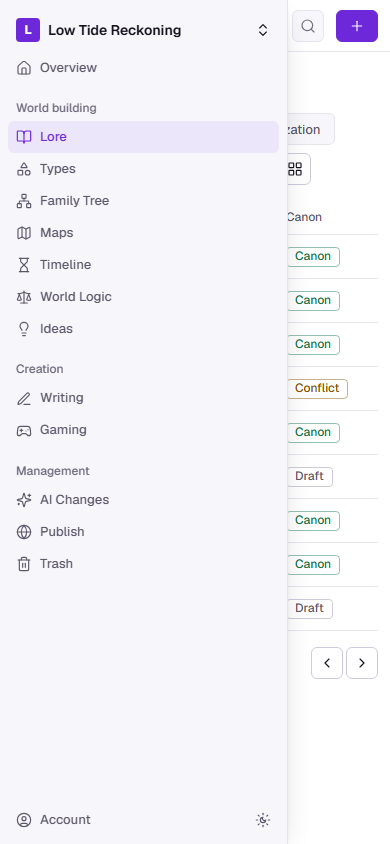 L Low Tide Reckoning
Overview
World building
Lore
Types
Family Tree
Maps
Timeline
World Logic
Ideas
Creation
Writing
Gaming
Management
AI Changes
Publish
Trash
Account
zation
Canon
Canon
Canon
Canon
Conflict
Canon
Draft
Canon
Canon
Draft